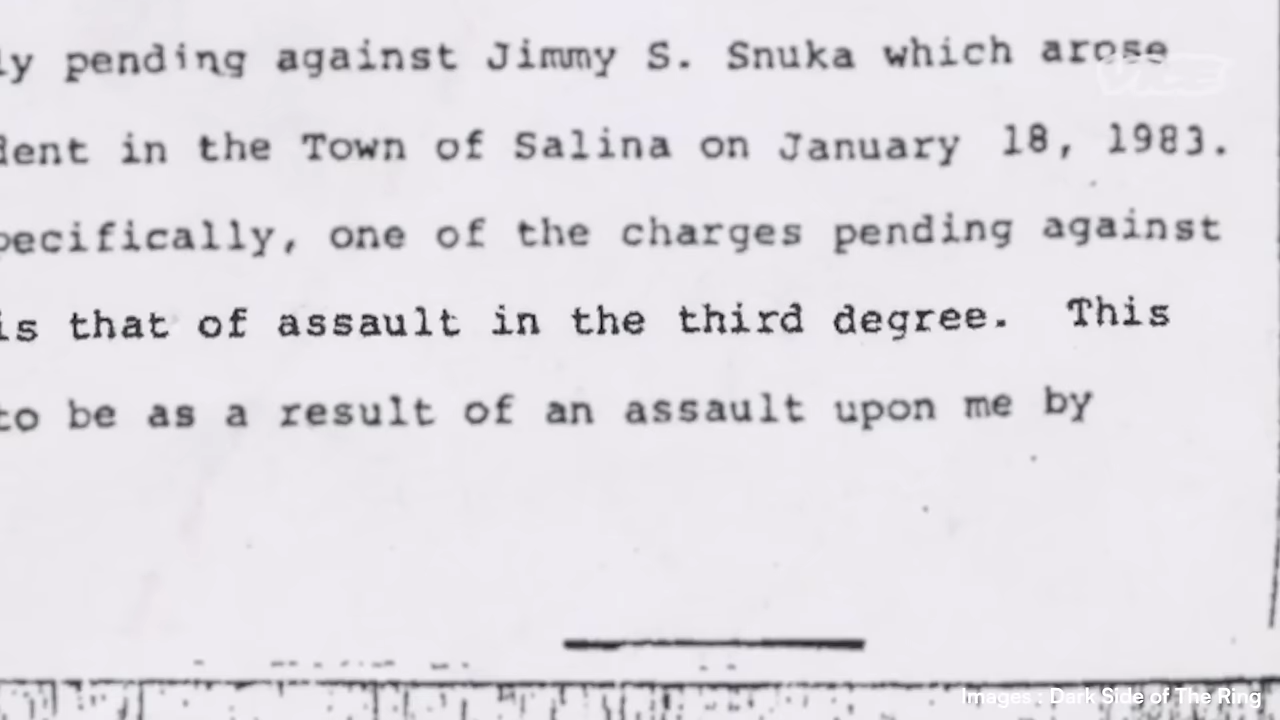 ly pending against Jimmy S. Snuka which arose
VICE
dent in the Town of Salina on January 18, 1983.
pecifically, one of the charges pending against
is that of assault in the third degree.  This
to be as a result of an assault upon me by
Images : Dark Side of The Ring